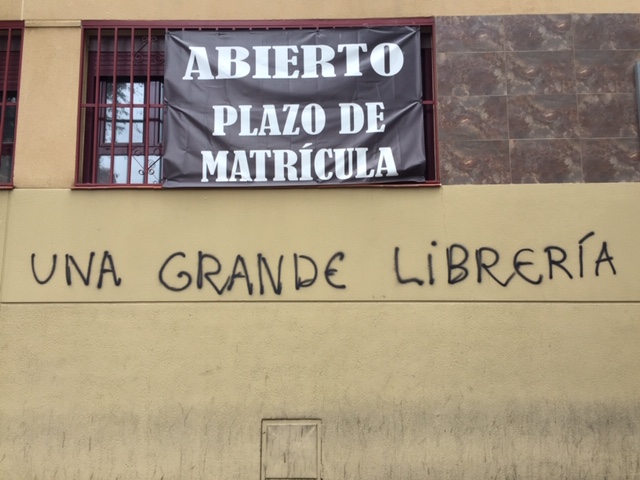 ABIERTO
PLAZO DE
MATRÍCULA
UNA GRANDE LiBRERÍA